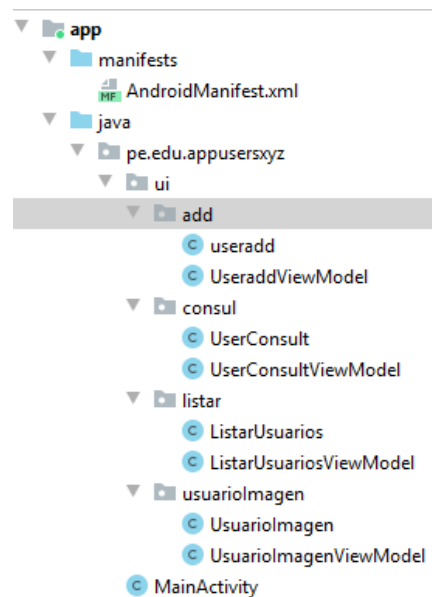 app
manifests
MF AndroidManifest.xml
java
pe.edu.appusersxyz
ui
add
C useradd
C UseraddViewModel
consul
C UserConsult
C UserConsultViewModel
listar
C ListarUsuarios
C ListarUsuariosViewModel
usuarioImagen
C UsuarioImagen
C UsuarioImagenViewModel
C MainActivity